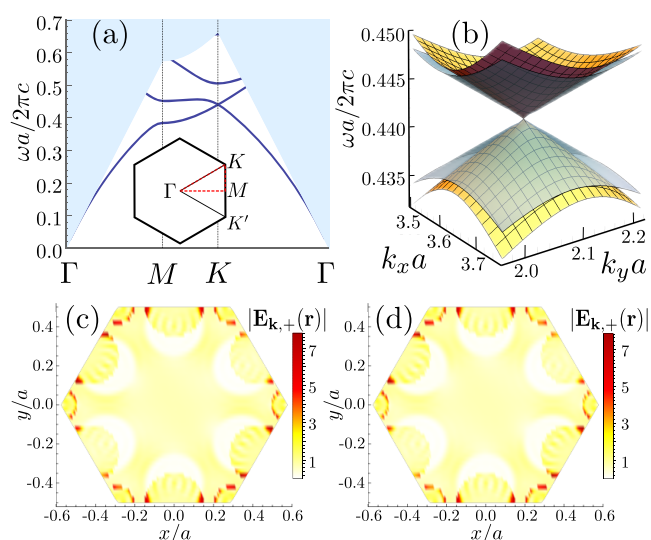 (a)
0.7
0.6
0.5
0.4
0.3
0.2
0.1
0.0
ωa/2πc
Γ M K Γ
K
Γ M
K′
(b)
0.450
0.445
0.440
0.435
ωa/2πc
3.5 3.6 3.7
kₓa
2.0 2.1 2.2
k_y a
(c)
|E_{k,+}(r)|
7
5
3
1
0.4
0.2
0.0
-0.2
-0.4
y/a
-0.6 -0.4 -0.2 0.0 0.2 0.4 0.6
x/a
(d)
|E_{k,+}(r)|
7
5
3
1
0.4
0.2
0.0
-0.2
-0.4
y/a
-0.6 -0.4 -0.2 0.0 0.2 0.4 0.6
x/a